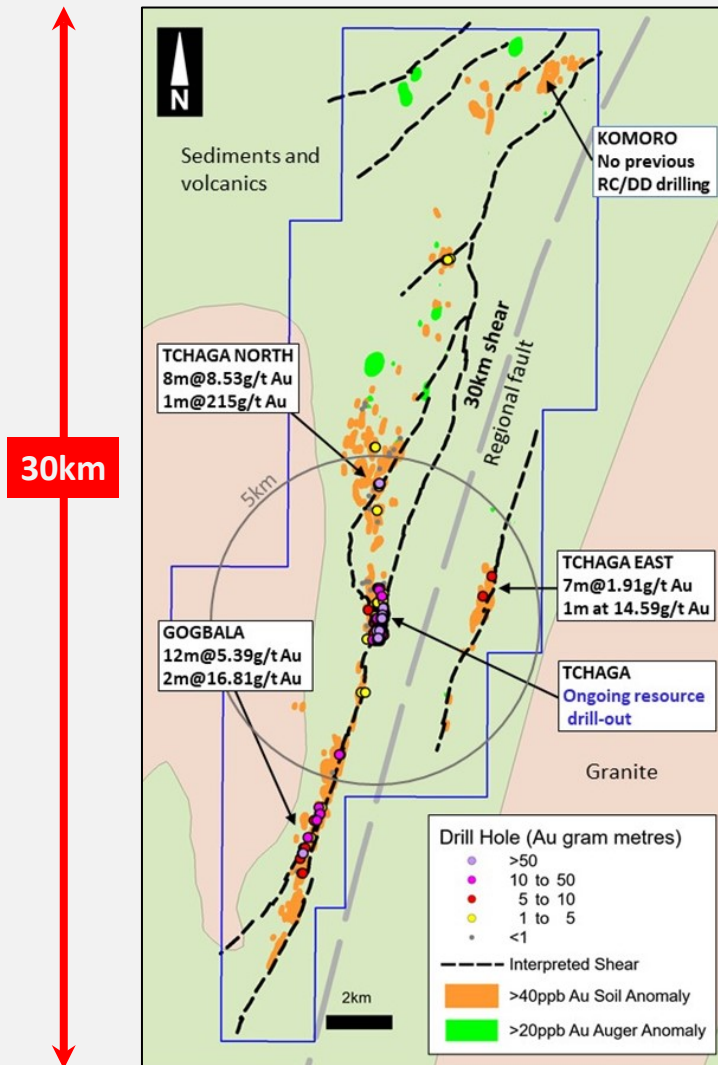 N
Sediments and
volcanics
KOMORO
No previous
RC/DD drilling
30km shear
Regional fault
TCHAGA NORTH
8m@8.53g/t Au
1m@215g/t Au
30km
5km
TCHAGA EAST
7m@1.91g/t Au
1m at 14.59g/t Au
GOGBALA
12m@5.39g/t Au
2m@16.81g/t Au
TCHAGA
Ongoing resource
drill-out
Granite
Drill Hole (Au gram metres)
>50
10 to 50
5 to 10
1 to 5
<1
Interpreted Shear
>40ppb Au Soil Anomaly
>20ppb Au Auger Anomaly
2km